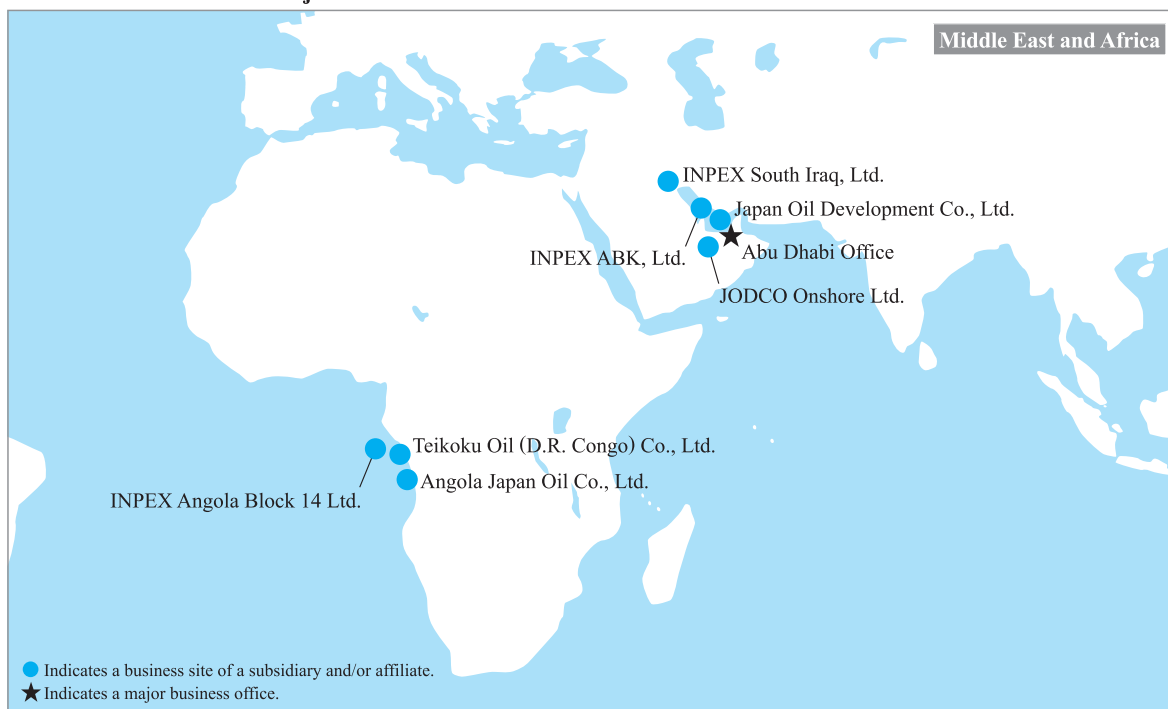 Middle East and Africa
INPEX South Iraq, Ltd.
Japan Oil Development Co., Ltd.
INPEX ABK, Ltd.
Abu Dhabi Office
JODCO Onshore Ltd.
Teikoku Oil (D.R. Congo) Co., Ltd.
Angola Japan Oil Co., Ltd.
INPEX Angola Block 14 Ltd.
Indicates a business site of a subsidiary and/or affiliate.
Indicates a major business office.